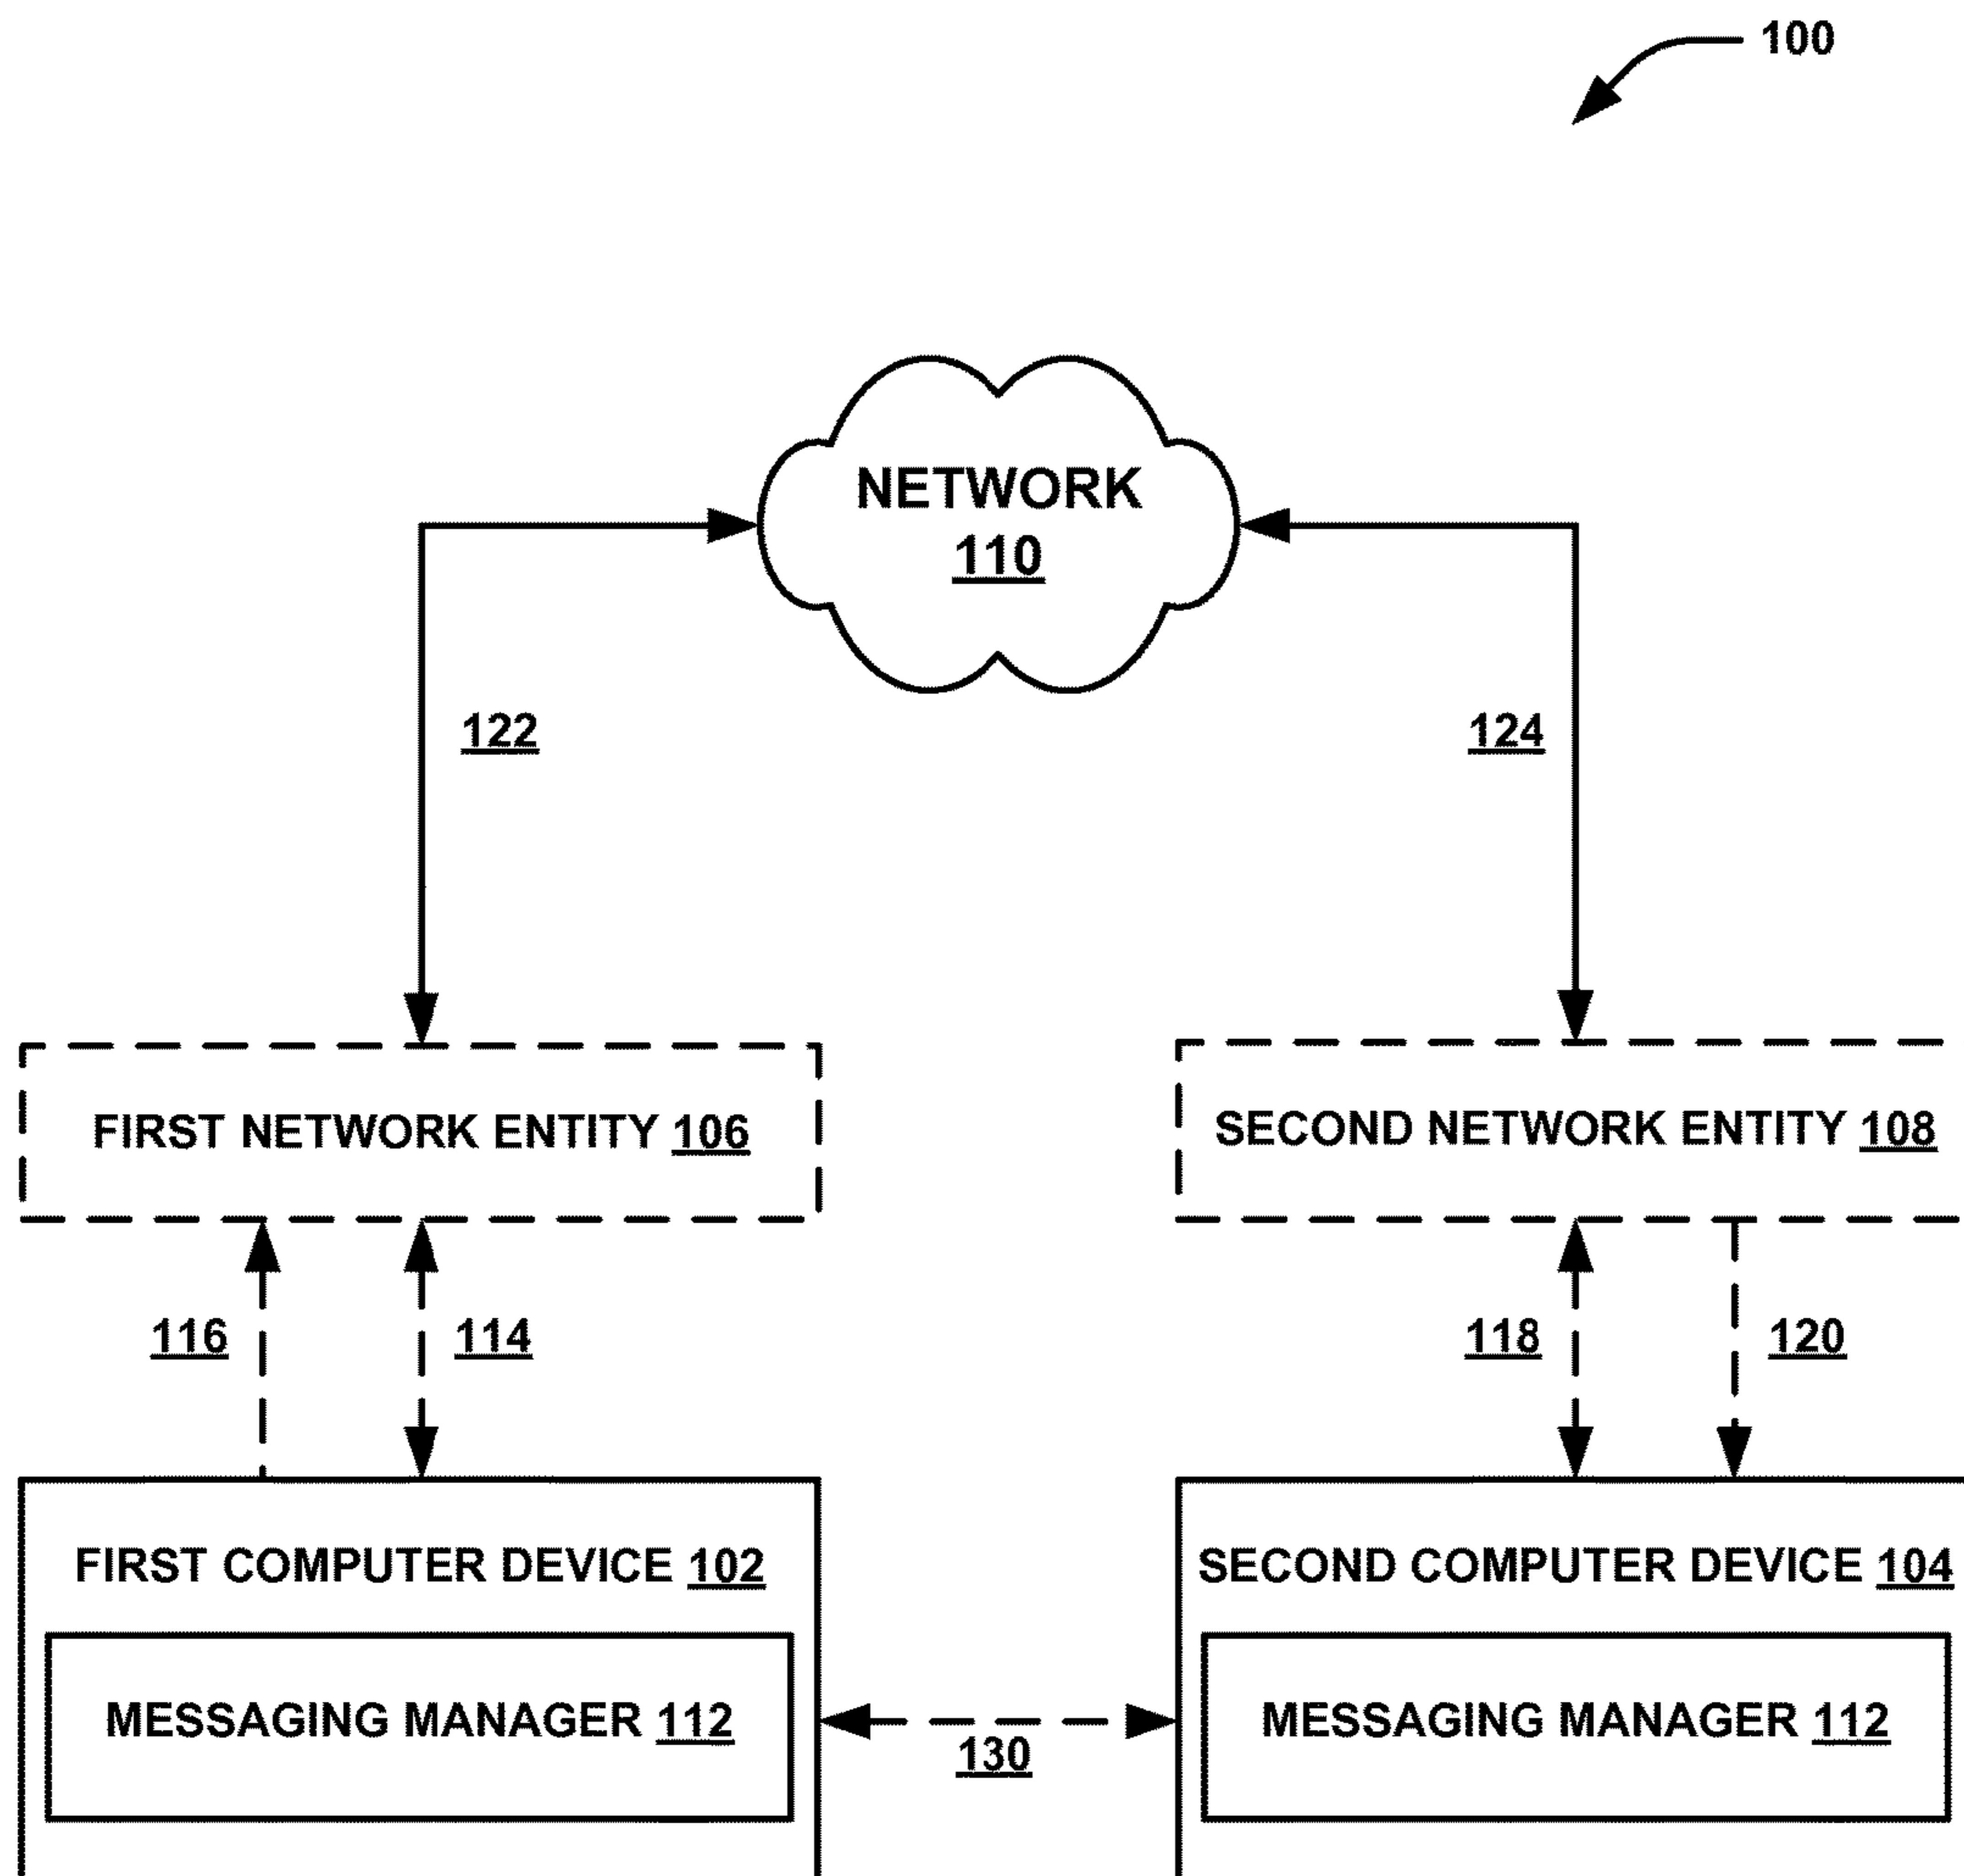 100
NETWORK
110
122
124
FIRST NETWORK ENTITY 106
SECOND NETWORK ENTITY 108
116
114
118
120
FIRST COMPUTER DEVICE 102
SECOND COMPUTER DEVICE 104
MESSAGING MANAGER 112
MESSAGING MANAGER 112
130